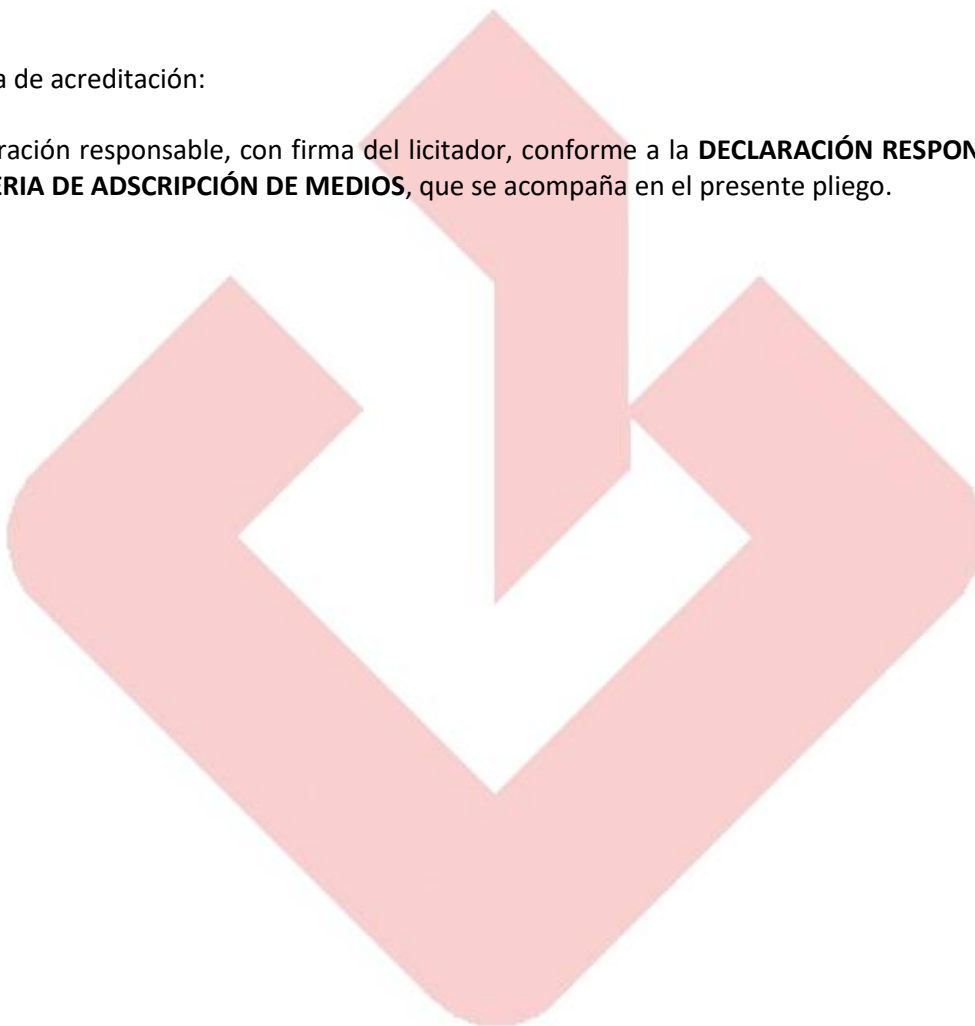 a de acreditación:
ración responsable, con firma del licitador, conforme a la DECLARACIÓN RESPON
ERIA DE ADSCRIPCIÓN DE MEDIOS, que se acompaña en el presente pliego.